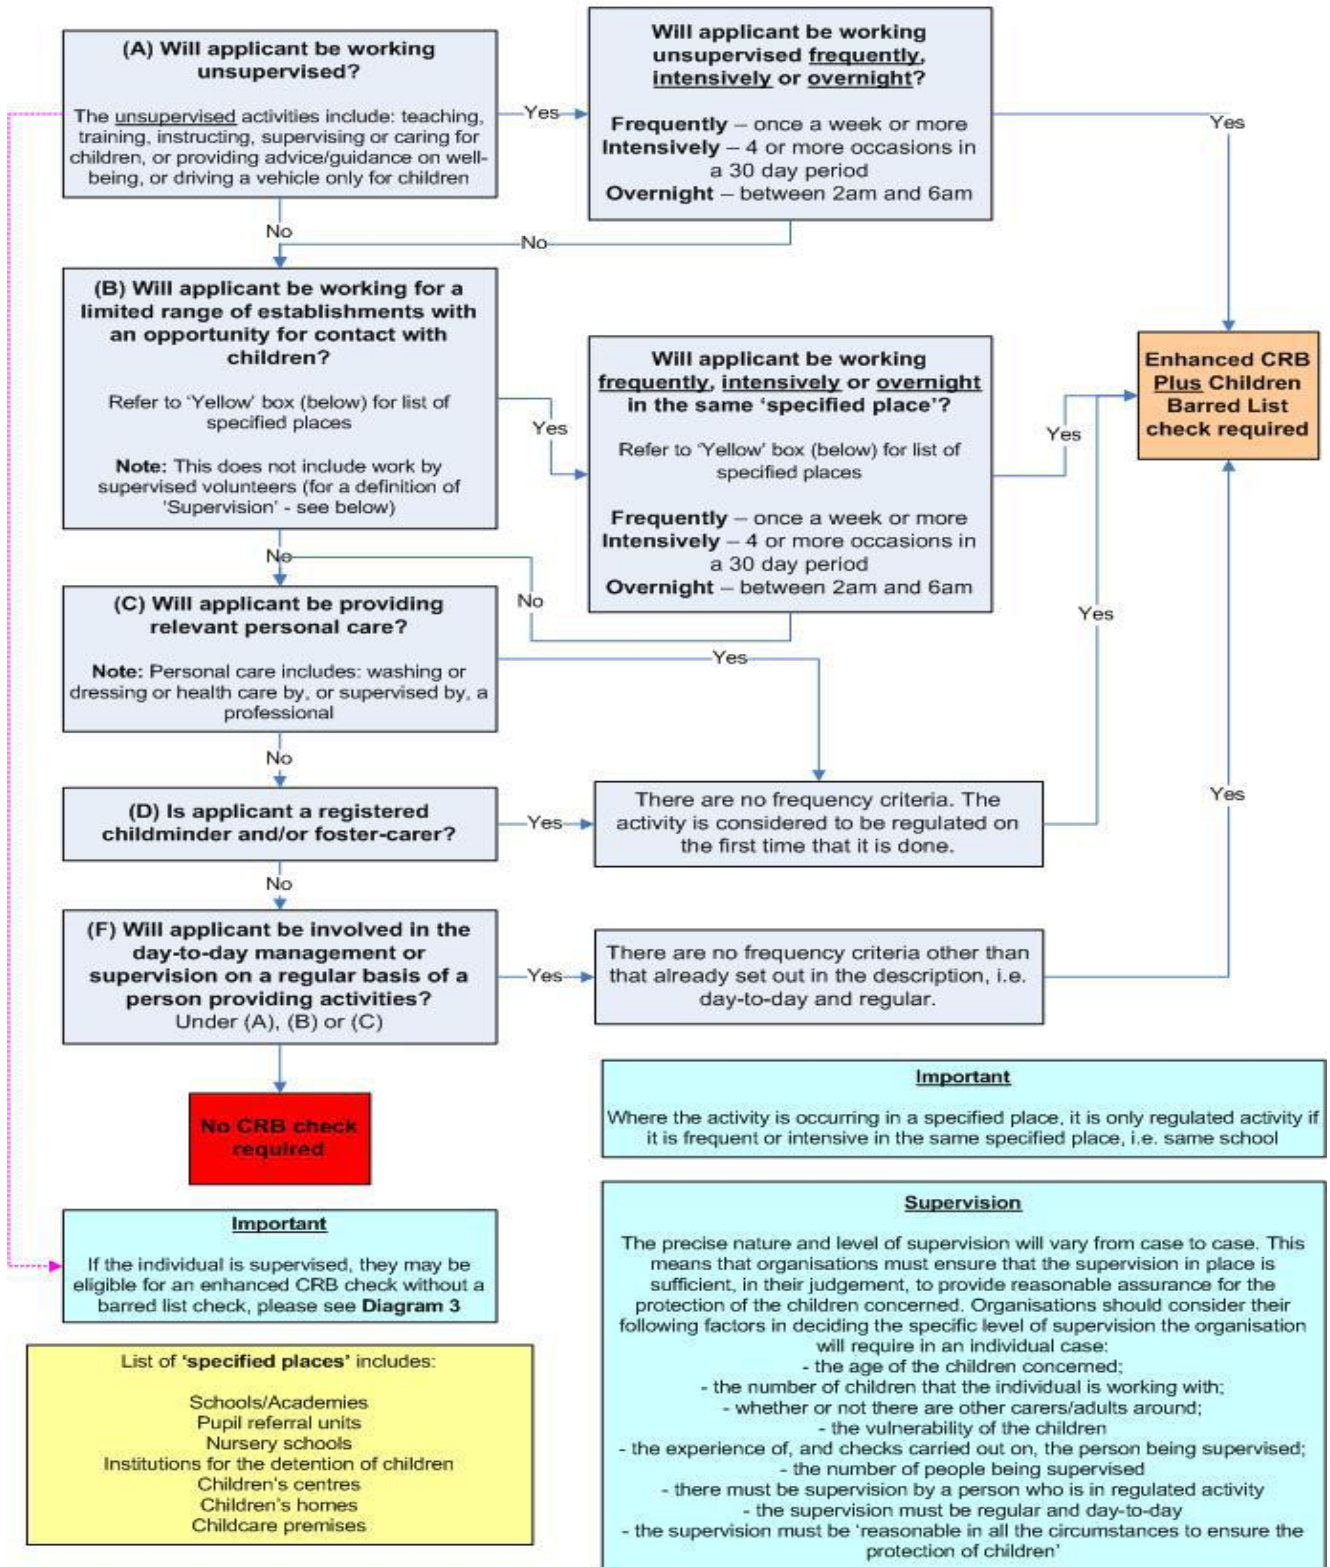 (A) Will applicant be working
unsupervised?
The unsupervised activities include: teaching,
training, instructing, supervising or caring for
children, or providing advice/guidance on well-
being, or driving a vehicle only for children
Yes
Will applicant be working
unsupervised frequently,
intensively or overnight?
Frequently – once a week or more
Intensively – 4 or more occasions in
a 30 day period
Overnight – between 2am and 6am
Yes
No
No
(B) Will applicant be working for a
limited range of establishments with
an opportunity for contact with
children?
Refer to 'Yellow' box (below) for list of
specified places
Note: This does not include work by
supervised volunteers (for a definition of
'Supervision' - see below)
Yes
Will applicant be working
frequently, intensively or overnight
in the same 'specified place'?
Refer to 'Yellow' box (below) for list of
specified places
Frequently – once a week or more
Intensively – 4 or more occasions in
a 30 day period
Overnight – between 2am and 6am
Yes
Enhanced CRB
Plus Children
Barred List
check required
No
No
(C) Will applicant be providing
relevant personal care?
Note: Personal care includes: washing or
dressing or health care by, or supervised by, a
professional
Yes
Yes
No
(D) Is applicant a registered
childminder and/or foster-carer?
Yes
There are no frequency criteria. The
activity is considered to be regulated on
the first time that it is done.
Yes
No
(F) Will applicant be involved in the
day-to-day management or
supervision on a regular basis of a
person providing activities?
Under (A), (B) or (C)
Yes
There are no frequency criteria other than
that already set out in the description, i.e.
day-to-day and regular.
No CRB check
required
Important
Where the activity is occurring in a specified place, it is only regulated activity if
it is frequent or intensive in the same specified place, i.e. same school
Important
If the individual is supervised, they may be
eligible for an enhanced CRB check without a
barred list check, please see Diagram 3
List of 'specified places' includes:
Schools/Academies
Pupil referral units
Nursery schools
Institutions for the detention of children
Children's centres
Children's homes
Childcare premises
Supervision
The precise nature and level of supervision will vary from case to case. This
means that organisations must ensure that the supervision in place is
sufficient, in their judgement, to provide reasonable assurance for the
protection of the children concerned. Organisations should consider their
following factors in deciding the specific level of supervision the organisation
will require in an individual case:
- the age of the children concerned;
- the number of children that the individual is working with;
- whether or not there are other carers/adults around;
- the vulnerability of the children
- the experience of, and checks carried out on, the person being supervised;
- the number of people being supervised
- there must be supervision by a person who is in regulated activity
- the supervision must be regular and day-to-day
- the supervision must be 'reasonable in all the circumstances to ensure the
protection of children'